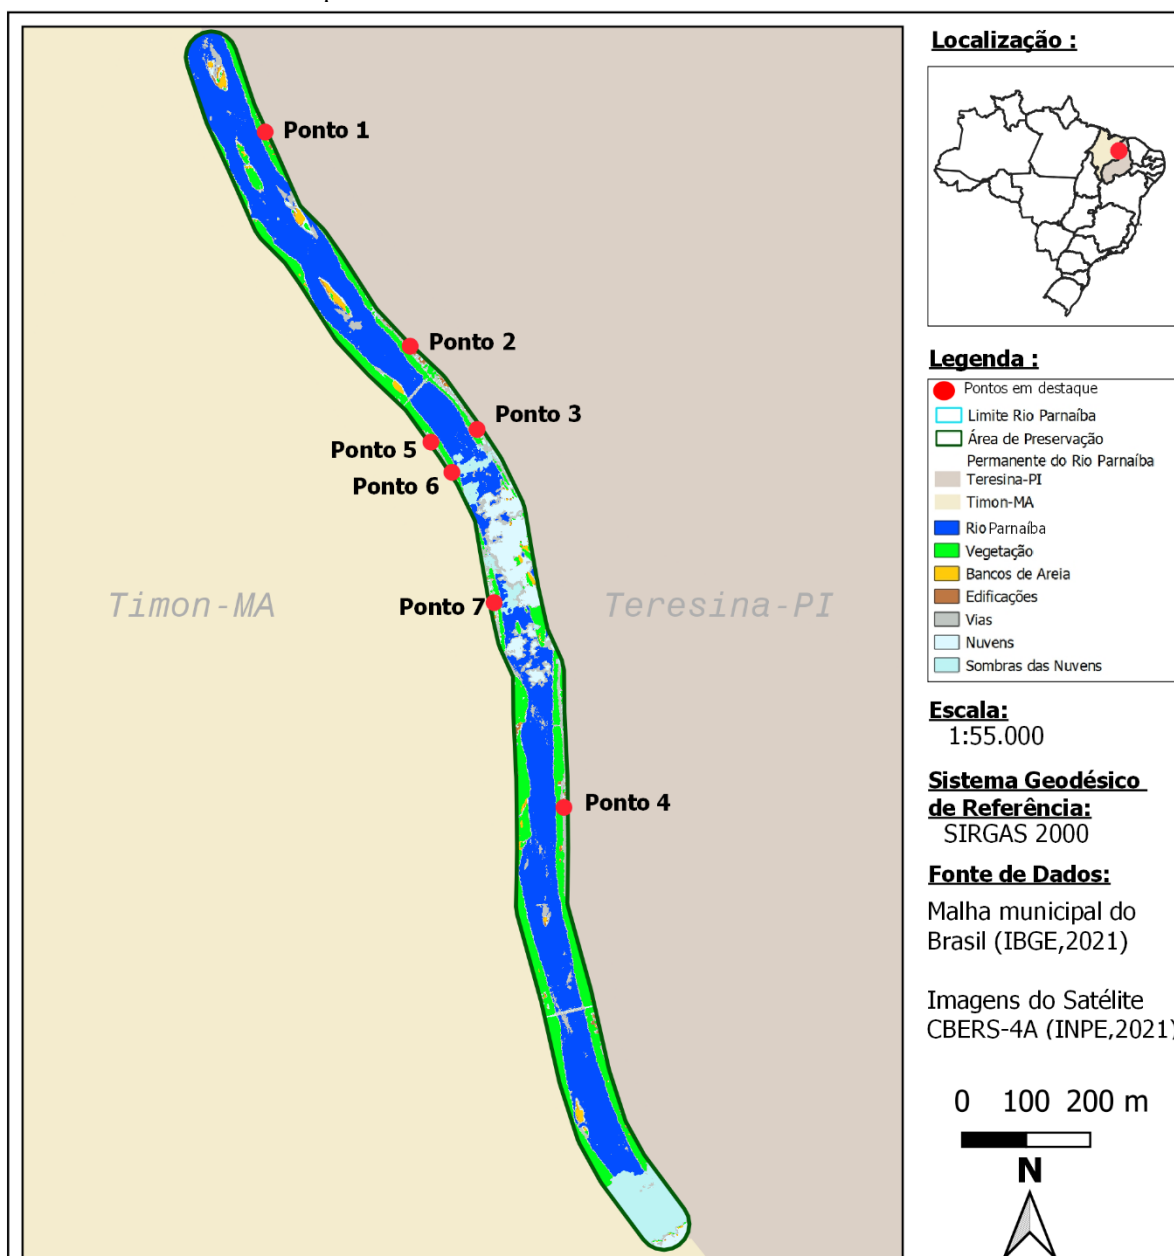 Ponto 1
Ponto 2
Ponto 3
Ponto 5
Ponto 6
Timon-MA
Ponto 7
Teresina-PI
Ponto 4
Localização :
Legenda :
Pontos em destaque
Limite Rio Parnaíba
Área de Preservação
Permanente do Rio Parnaíba
Teresina-PI
Timon-MA
Rio Parnaíba
Vegetação
Bancos de Areia
Edificações
Vias
Nuvens
Sombras das Nuvens
Escala:
1:55.000
Sistema Geodésico
de Referência:
SIRGAS 2000
Fonte de Dados:
Malha municipal do
Brasil (IBGE,2021)
Imagens do Satélite
CBERS-4A (INPE,2021)
0 100 200 m
N